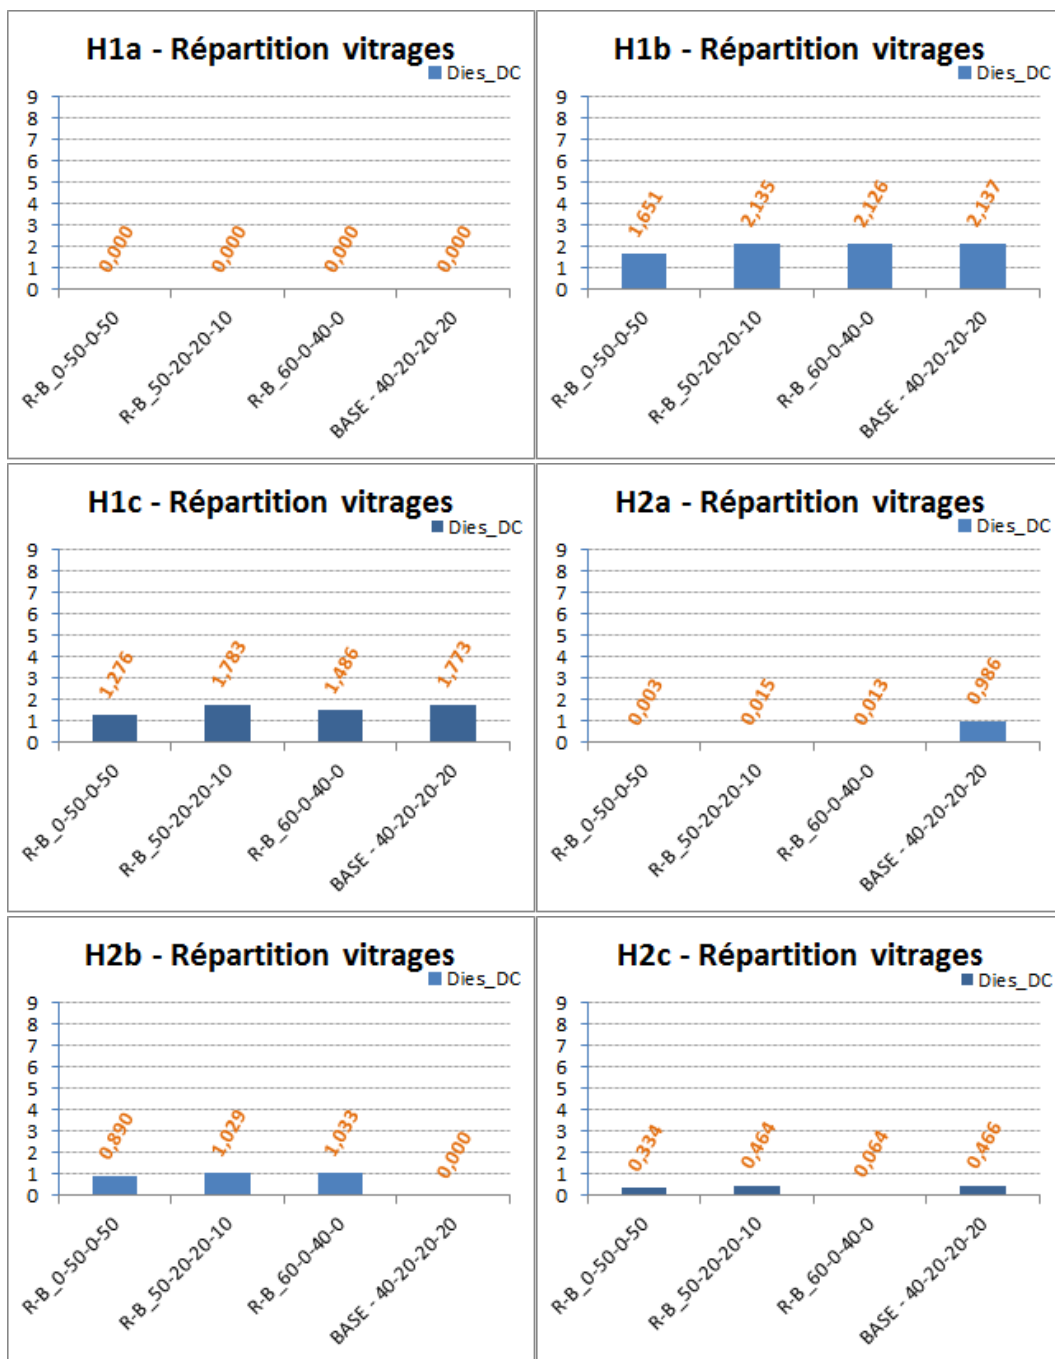 H1a - Répartition vitrages
Dies_DC
9
8
7
6
5
4
3
2
1
0
0,000
0,000
0,000
0,000
R-B_0-50-0-50
R-B_50-20-20-10
R-B_60-0-40-0
BASE - 40-20-20-20
H1b - Répartition vitrages
Dies_DC
9
8
7
6
5
4
3
2
1
0
1,651
2,135
2,126
2,137
R-B_0-50-0-50
R-B_50-20-20-10
R-B_60-0-40-0
BASE - 40-20-20-20
H1c - Répartition vitrages
Dies_DC
9
8
7
6
5
4
3
2
1
0
1,276
1,783
1,486
1,773
R-B_0-50-0-50
R-B_50-20-20-10
R-B_60-0-40-0
BASE - 40-20-20-20
H2a - Répartition vitrages
Dies_DC
9
8
7
6
5
4
3
2
1
0
0,003
0,015
0,013
0,986
R-B_0-50-0-50
R-B_50-20-20-10
R-B_60-0-40-0
BASE - 40-20-20-20
H2b - Répartition vitrages
Dies_DC
9
8
7
6
5
4
3
2
1
0
0,890
1,029
1,033
0,000
R-B_0-50-0-50
R-B_50-20-20-10
R-B_60-0-40-0
BASE - 40-20-20-20
H2c - Répartition vitrages
Dies_DC
9
8
7
6
5
4
3
2
1
0
0,334
0,464
0,064
0,466
R-B_0-50-0-50
R-B_50-20-20-10
R-B_60-0-40-0
BASE - 40-20-20-20